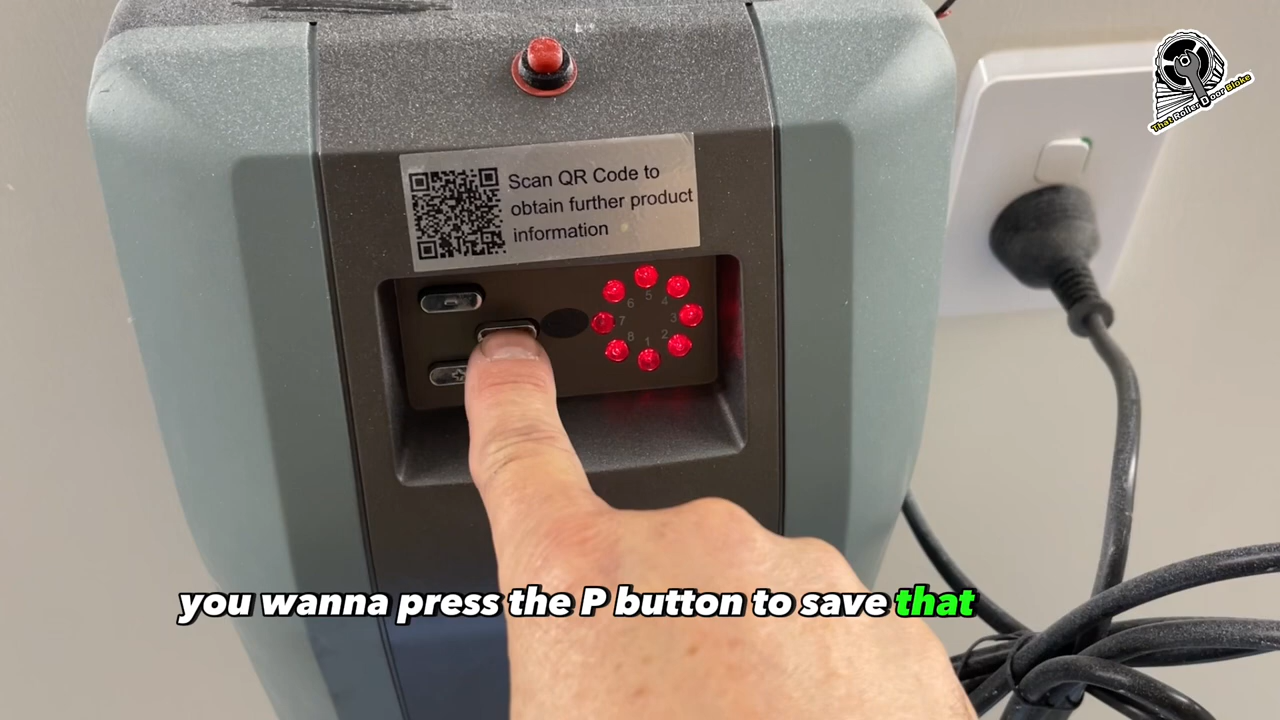 That Roller Door Bloke
Scan QR Code to
obtain further product
information
5
6 4
7 3
8 2
1
you wanna press the P button to save that